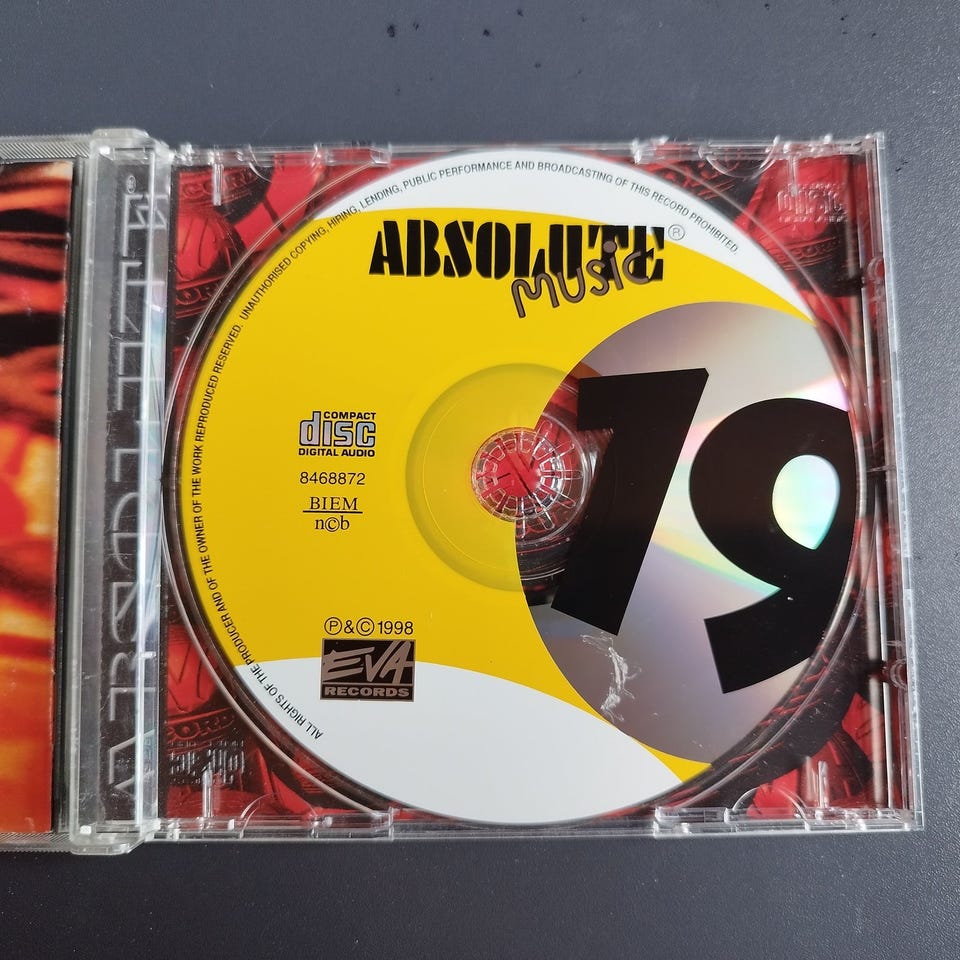 ABSOLUTE®
music
19
COMPACT
disc
DIGITAL AUDIO
8468872
BIEM
n©b
℗&©1998
EVA
RECORDS
ALL RIGHTS OF THE PRODUCER AND OF THE OWNER OF THE WORK REPRODUCED RESERVED. UNAUTHORISED COPYING, HIRING, LENDING, PUBLIC PERFORMANCE AND BROADCASTING OF THIS RECORD PROHIBITED.
ABSOLUTE